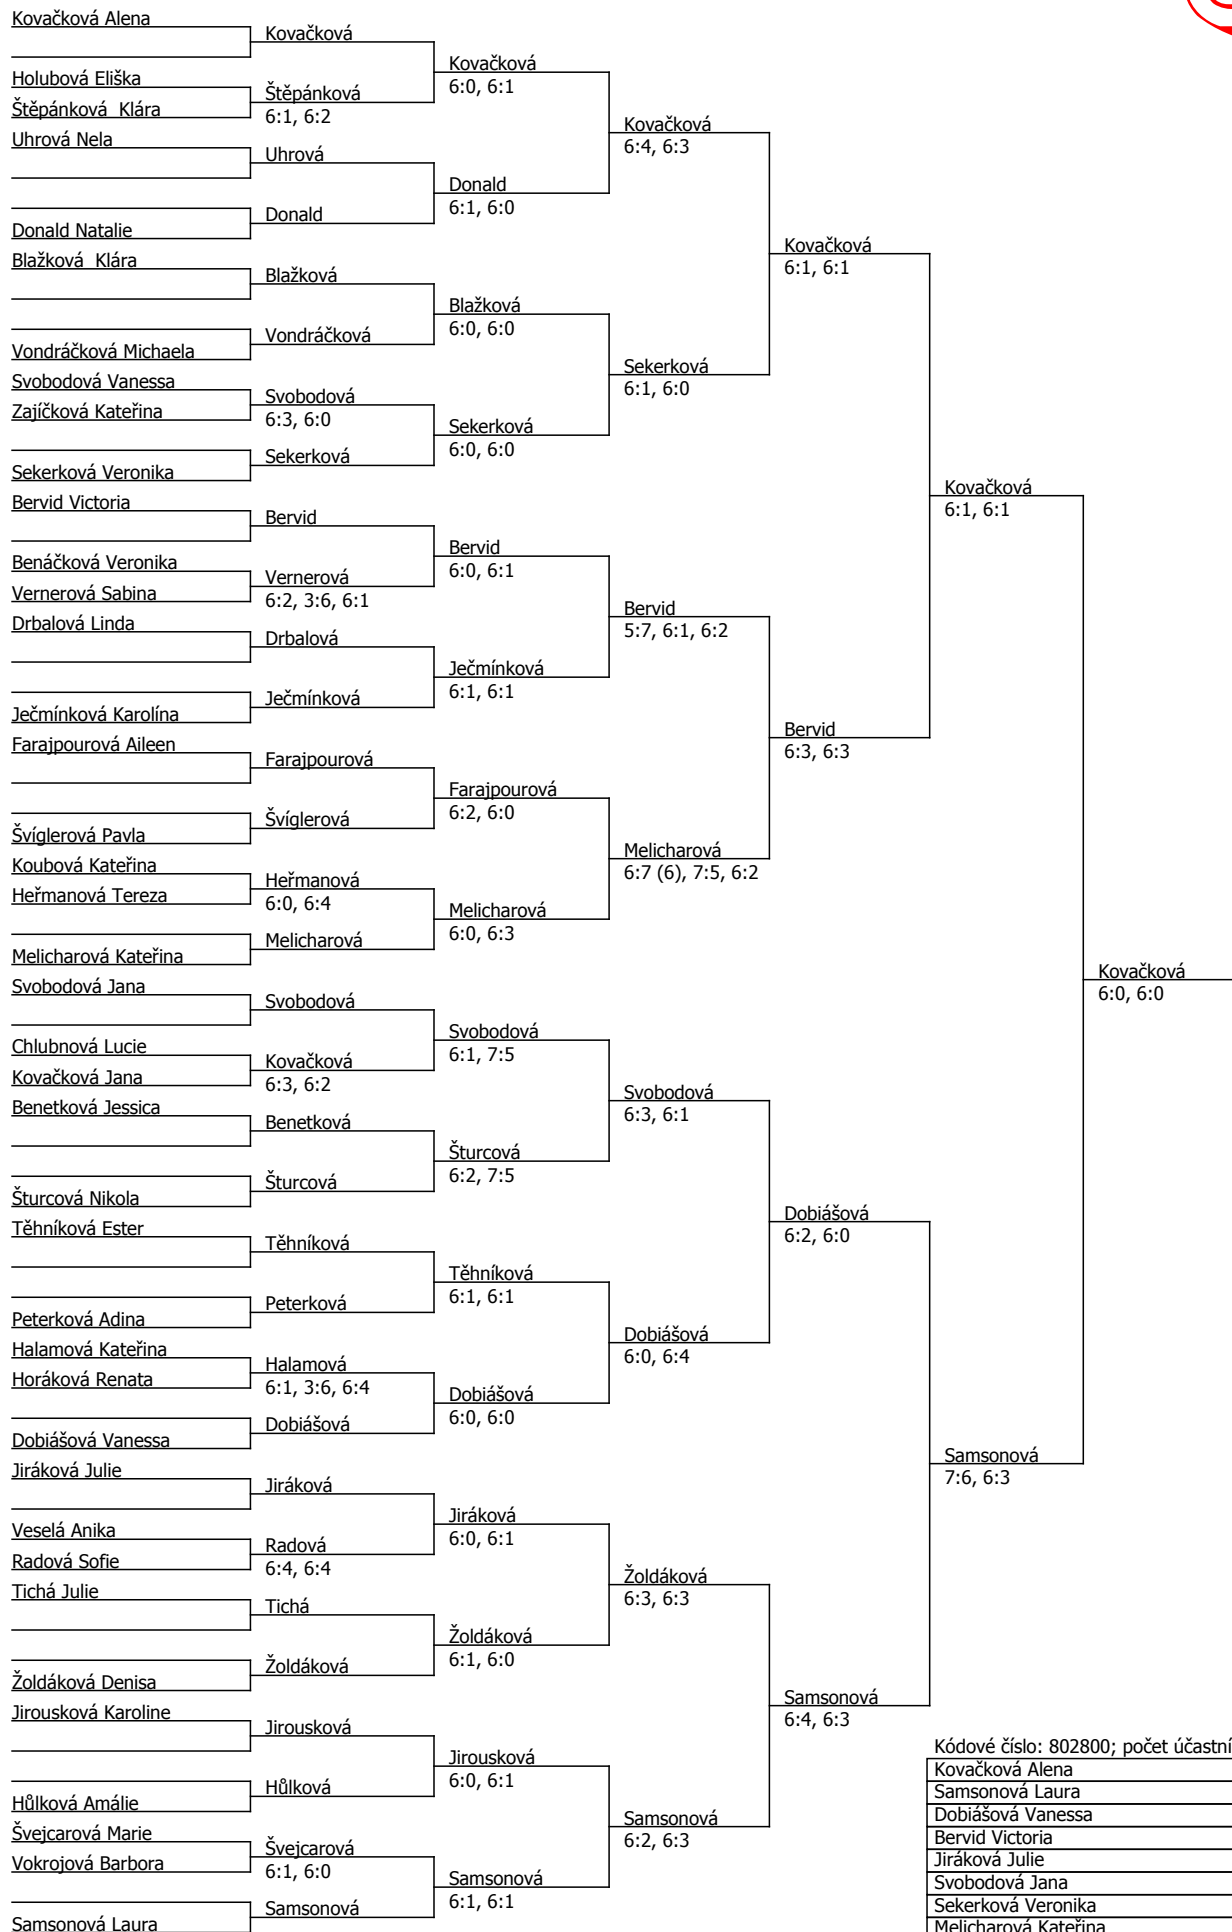 Kovačková Alena
Holubová Eliška
Štěpánková  Klára
Uhrová Nela
Donald Natalie
Blažková  Klára
Vondráčková Michaela
Svobodová Vanessa
Zajíčková Kateřina
Sekerková Veronika
Bervid Victoria
Benáčková Veronika
Vernerová Sabina
Drbalová Linda
Ječmínková Karolína
Farajpourová Aileen
Švíglerová Pavla
Koubová Kateřina
Heřmanová Tereza
Melicharová Kateřina
Svobodová Jana
Chlubnová Lucie
Kovačková Jana
Benetková Jessica
Šturcová Nikola
Těhníková Ester
Peterková Adina
Halamová Kateřina
Horáková Renata
Dobiášová Vanessa
Jiráková Julie
Veselá Anika
Radová Sofie
Tichá Julie
Žoldáková Denisa
Jirousková Karoline
Hůlková Amálie
Švejcarová Marie
Vokrojová Barbora
Samsonová Laura
Kovačková
Štěpánková
6:1, 6:2
Uhrová
Donald
Blažková
Vondráčková
Svobodová
6:3, 6:0
Sekerková
Bervid
Vernerová
6:2, 3:6, 6:1
Drbalová
Ječmínková
Farajpourová
Švíglerová
Heřmanová
6:0, 6:4
Melicharová
Svobodová
Kovačková
6:3, 6:2
Benetková
Šturcová
Těhníková
Peterková
Halamová
6:1, 3:6, 6:4
Dobiášová
Jiráková
Radová
6:4, 6:4
Tichá
Žoldáková
Jirousková
Hůlková
Švejcarová
6:1, 6:0
Samsonová
Kovačková
6:0, 6:1
Donald
6:1, 6:0
Blažková
6:0, 6:0
Sekerková
6:0, 6:0
Bervid
6:0, 6:1
Ječmínková
6:1, 6:1
Farajpourová
6:2, 6:0
Melicharová
6:0, 6:3
Svobodová
6:1, 7:5
Šturcová
6:2, 7:5
Těhníková
6:1, 6:1
Dobiášová
6:0, 6:0
Jiráková
6:0, 6:1
Žoldáková
6:1, 6:0
Jirousková
6:0, 6:1
Samsonová
6:1, 6:1
Kovačková
6:4, 6:3
Sekerková
6:1, 6:0
Bervid
5:7, 6:1, 6:2
Melicharová
6:7 (6), 7:5, 6:2
Svobodová
6:3, 6:1
Dobiášová
6:0, 6:4
Žoldáková
6:3, 6:3
Samsonová
6:2, 6:3
Kovačková
6:1, 6:1
Bervid
6:3, 6:3
Dobiášová
6:2, 6:0
Samsonová
6:4, 6:3
Kovačková
6:1, 6:1
Samsonová
7:6, 6:3
Kovačková
6:0, 6:0
Kódové číslo: 802800; počet účastní
Kovačková Alena
Samsonová Laura
Dobiášová Vanessa
Bervid Victoria
Jiráková Julie
Svobodová Jana
Sekerková Veronika
Melicharová Kateřina